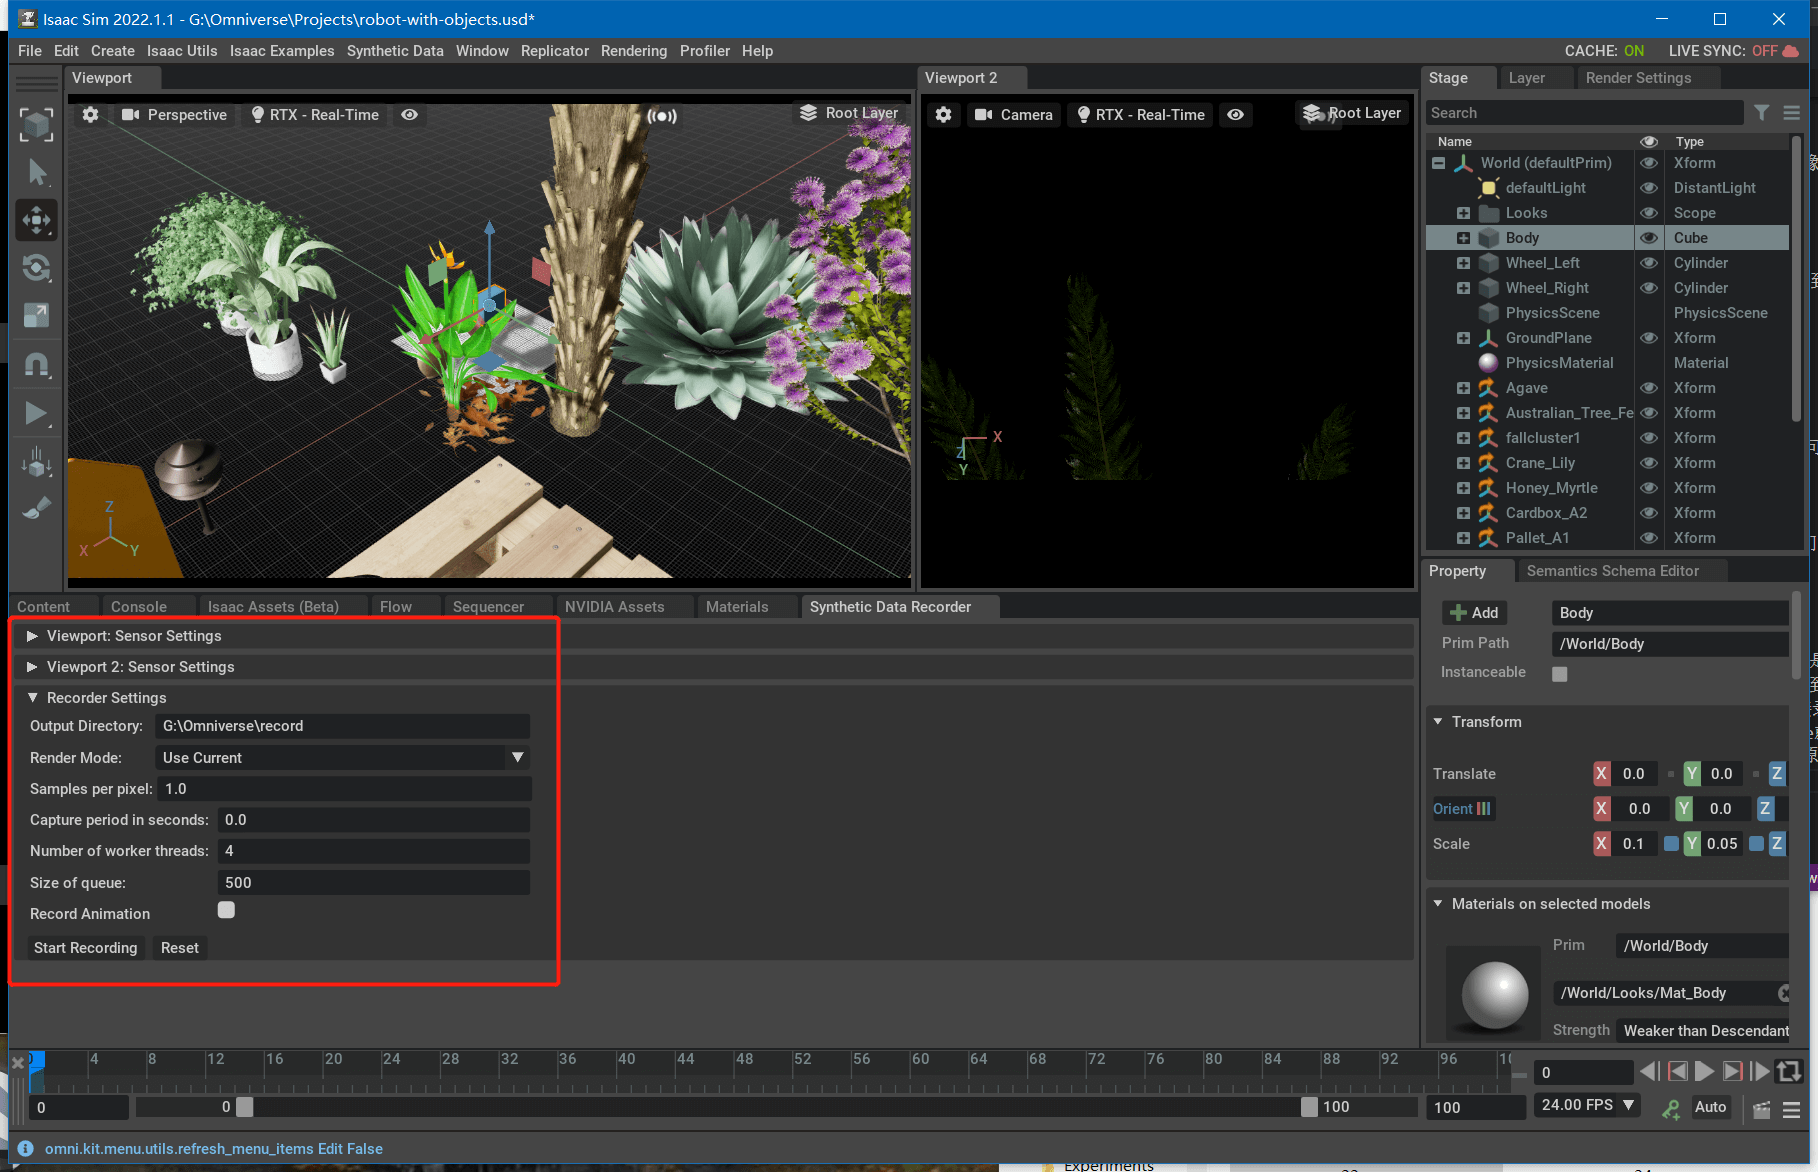 Isaac Sim 2022.1.1 - G:\Omniverse\Projects\robot-with-objects.usd*
File Edit Create Isaac Utils Isaac Examples Synthetic Data Window Replicator Rendering Profiler Help
CACHE: ON LIVE SYNC: OFF
Viewport
Perspective RTX - Real-Time Root Layer
Z
X Y
Viewport 2
Camera RTX - Real-Time Root Layer
X
Z
Y
Stage Layer Render Settings
Search
Name Type
World (defaultPrim) Xform
defaultLight DistantLight
Looks Scope
Body Cube
Wheel_Left Cylinder
Wheel_Right Cylinder
PhysicsScene PhysicsScene
GroundPlane Xform
PhysicsMaterial Material
Agave Xform
Australian_Tree_Fe Xform
fallcluster1 Xform
Crane_Lily Xform
Honey_Myrtle Xform
Cardbox_A2 Xform
Pallet_A1 Xform
Content Console Isaac Assets (Beta) Flow Sequencer NVIDIA Assets Materials Synthetic Data Recorder
Viewport: Sensor Settings
Viewport 2: Sensor Settings
Recorder Settings
Output Directory: G:\Omniverse\record
Render Mode: Use Current
Samples per pixel: 1.0
Capture period in seconds: 0.0
Number of worker threads: 4
Size of queue: 500
Record Animation
Start Recording Reset
Property Semantics Schema Editor
Add Body
Prim Path /World/Body
Instanceable
Transform
Translate X 0.0 Y 0.0 Z
Orient X 0.0 Y 0.0 Z
Scale X 0.1 Y 0.05 Z
Materials on selected models
Prim /World/Body
/World/Looks/Mat_Body
Strength Weaker than Descendant
0 4 8 12 16 20 24 28 32 36 40 44 48 52 56 60 64 68 72 76 80 84 88 92 96
0
0 0 100 100
24.00 FPS Auto
omni.kit.menu.utils.refresh_menu_items Edit False
Experiments